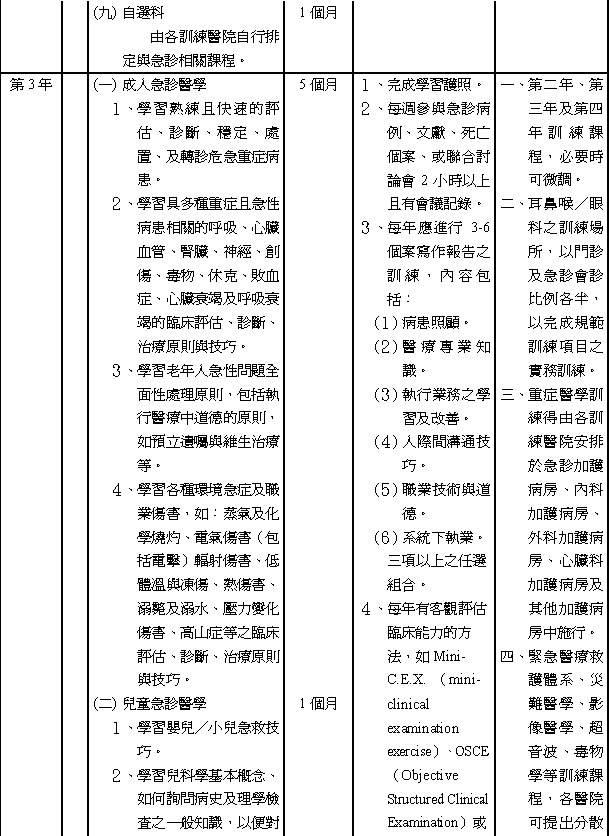 (九) 自選科
1 個月
由各訓練醫院自行排
定與急診相關課程。
第 3 年
(一) 成人急診醫學
1、學習熟練且快速的評
估、診斷、穩定、處
置、及轉診危急重症病
患。
2、學習具多種重症且急性
病患相關的呼吸、心臟
血管、腎臟、神經、創
傷、毒物、休克、敗血
症、心臟衰竭及呼吸衰
竭的臨床評估、診斷、
治療原則與技巧。
3、學習老年人急性問題全
面性處理原則，包括執
行醫療中道德的原則，
如預立遺囑與維生治療
等。
4、學習各種環境急症及職
業傷害，如：蒸氣及化
學燒灼、電氣傷害（包
括電擊）輻射傷害、低
體溫與凍傷、熱傷害、
溺斃及溺水、壓力變化
傷害、高山症等之臨床
評估、診斷、治療原則
與技巧。
(二) 兒童急診醫學
1、學習嬰兒／小兒急救技
巧。
2、學習兒科學基本概念、
如何詢問病史及理學檢
查之一般知識，以便對
5 個月
1 個月
1、完成學習護照。
2、每週參與急診病
例、文獻、死亡
個案、或聯合討
論會 2 小時以上
且有會議記錄。
3、每年應進行 3-6
個案寫作報告之
訓練，內容包
括：
(1) 病患照顧。
(2) 醫療專業知
識。
(3) 執行業務之學
習及改善。
(4) 人際間溝通技
巧。
(5) 職業技術與道
德。
(6) 系統下執業。
三項以上之任選
組合。
4、每年有客觀評估
臨床能力的方
法，如 Mini-
C.E.X. （mini-
clinical
examination
exercise）、OSCE
（Objective
Structured Clinical
Examination）或
一、第二年、第
三年及第四
年訓練課
程，必要時
可微調。
二、耳鼻喉／眼
科之訓練場
所，以門診
及急診會診
比例各半，
以完成規範
訓練項目之
實務訓練。
三、重症醫學訓
練得由各訓
練醫院安排
於急診加護
病房、內科
加護病房、
外科加護病
房、心臟科
加護病房及
其他加護病
房中施行。
四、緊急醫療救
護體系、災
難醫學、影
像醫學、超
音波、毒物
學等訓練課
程，各醫院
可提出分散